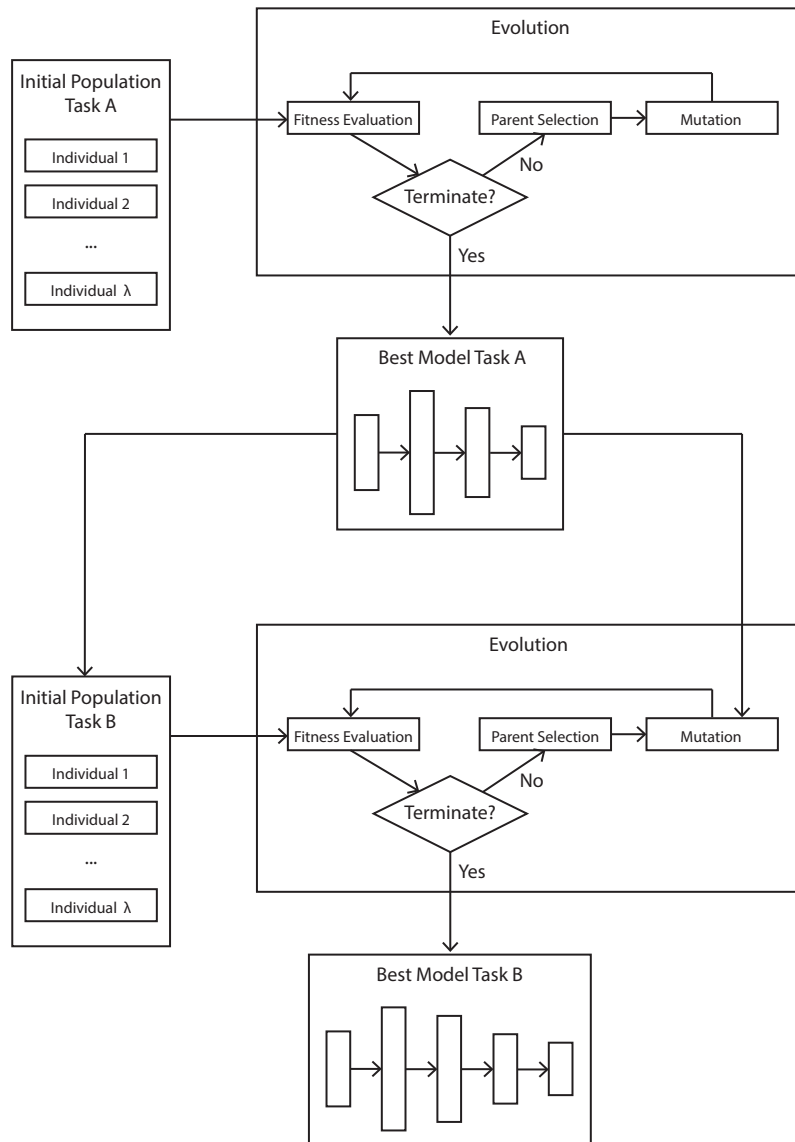 Evolution
Initial Population
Task A
Individual 1
Individual 2
...
Individual λ
Fitness Evaluation
Parent Selection
Mutation
Terminate?
No
Yes
Best Model Task A
Evolution
Initial Population
Task B
Individual 1
Individual 2
...
Individual λ
Fitness Evaluation
Parent Selection
Mutation
Terminate?
No
Yes
Best Model Task B